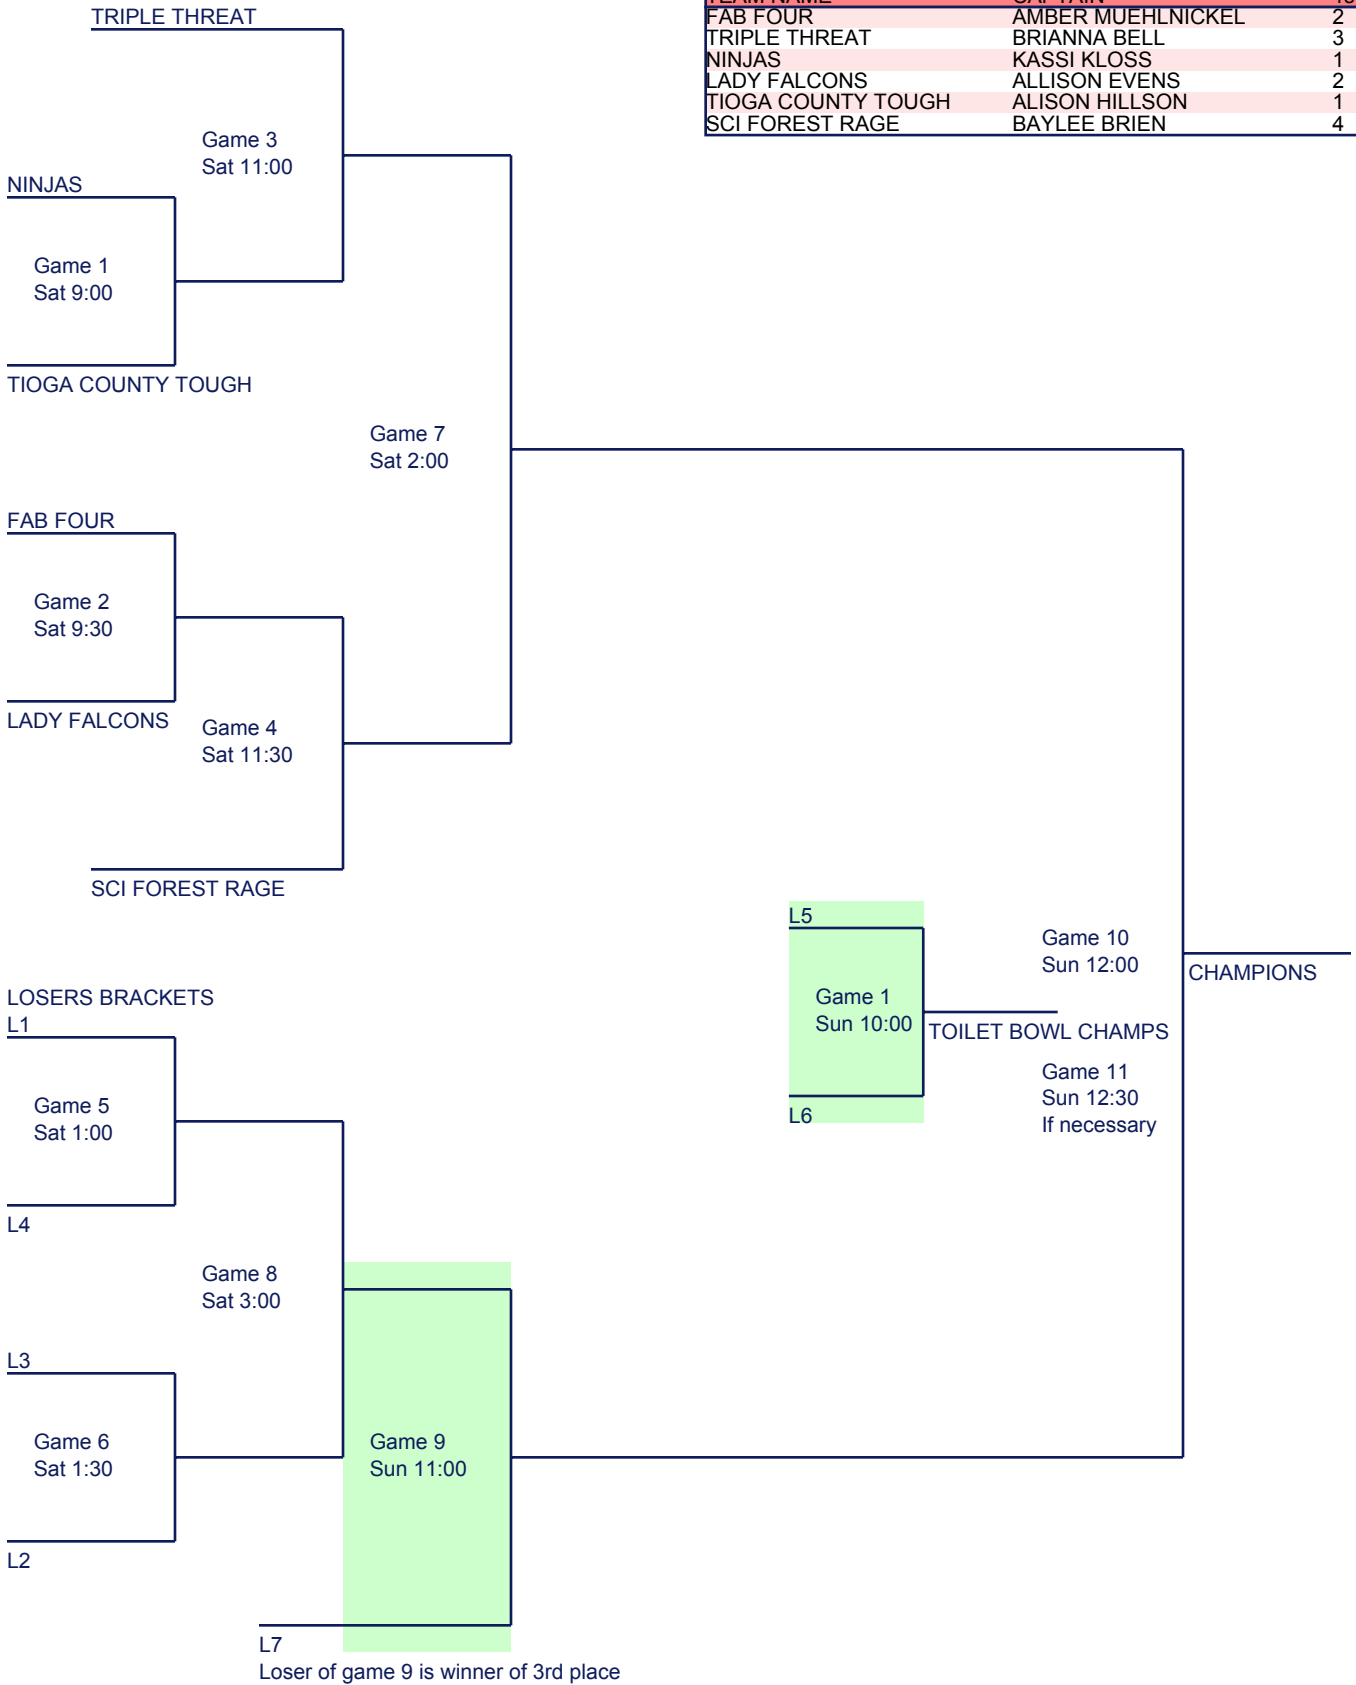 TRIPLE THREAT
TEAM NAME CAPTAIN
FAB FOUR AMBER MUEHLNICKEL 2
TRIPLE THREAT BRIANNA BELL 3
NINJAS KASSI KLOSS 1
LADY FALCONS ALLISON EVENS 2
TIOGA COUNTY TOUGH ALISON HILLSON 1
SCI FOREST RAGE BAYLEE BRIEN 4
Game 3
Sat 11:00
NINJAS
Game 1
Sat 9:00
TIOGA COUNTY TOUGH
Game 7
Sat 2:00
FAB FOUR
Game 2
Sat 9:30
LADY FALCONS
Game 4
Sat 11:30
SCI FOREST RAGE
L5
Game 10
Sun 12:00
CHAMPIONS
Game 1
Sun 10:00
TOILET BOWL CHAMPS
Game 11
Sun 12:30
If necessary
L6
LOSERS BRACKETS
L1
Game 5
Sat 1:00
L4
Game 8
Sat 3:00
L3
Game 6
Sat 1:30
Game 9
Sun 11:00
L2
L7
Loser of game 9 is winner of 3rd place